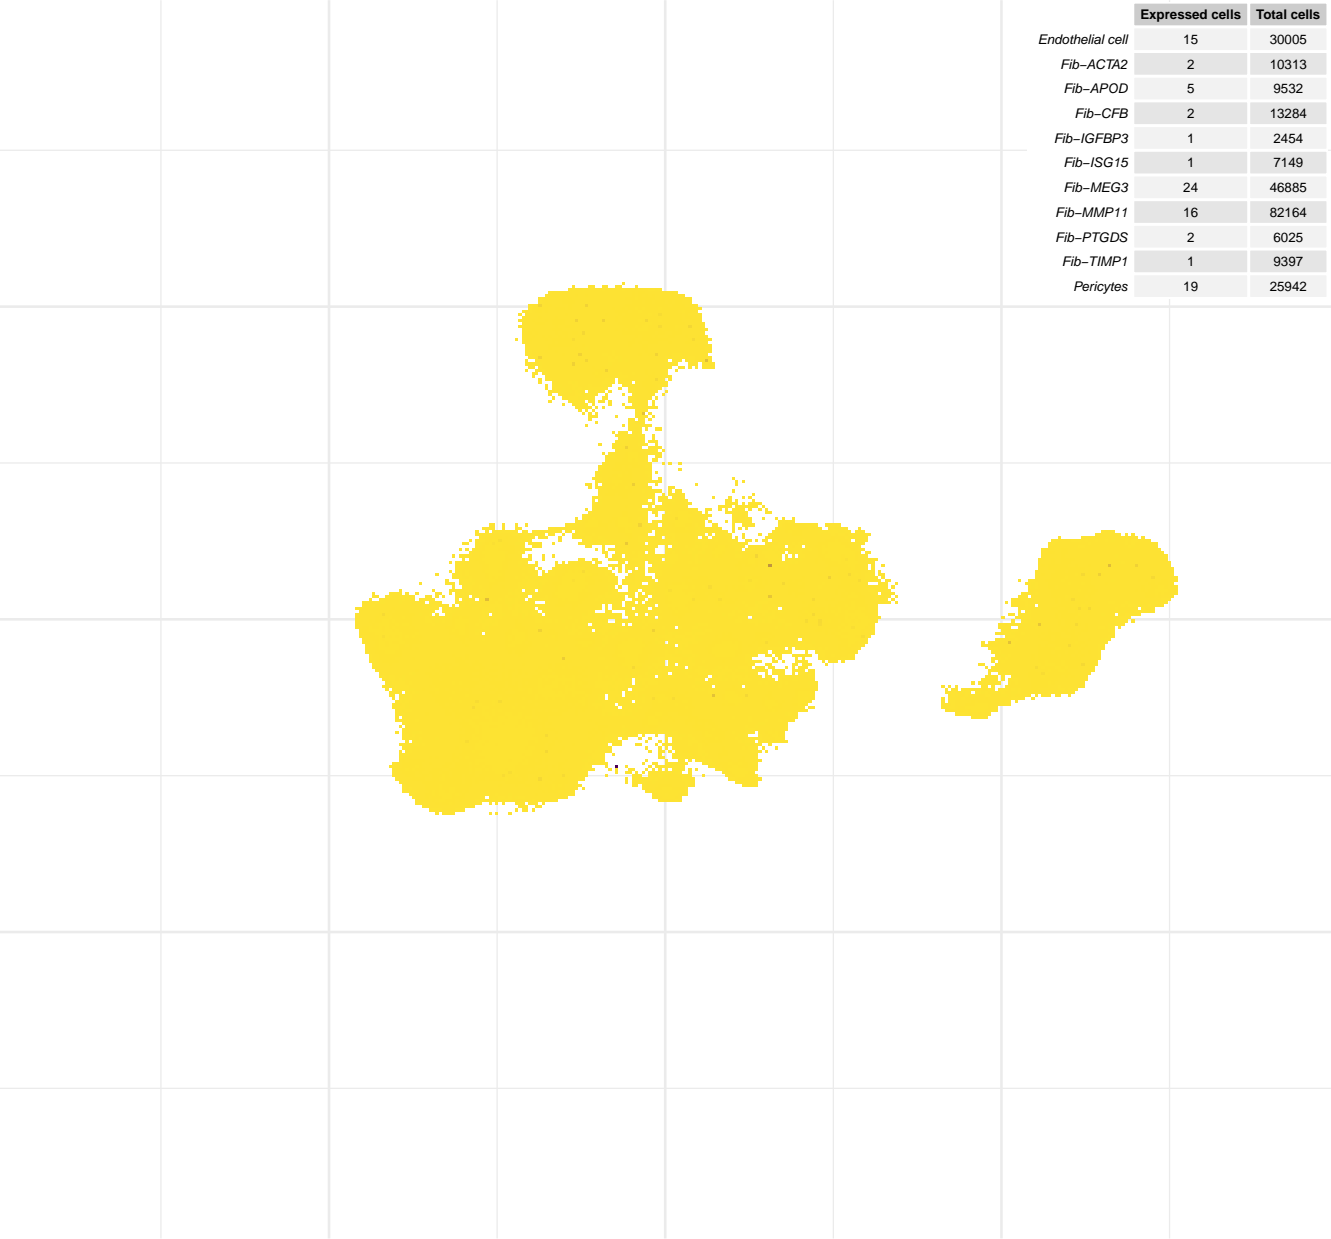 Expressed cells Total cells
Endothelial cell 15 30005
Fib−ACTA2 2 10313
Fib−APOD 5 9532
Fib−CFB 2 13284
Fib−IGFBP3 1 2454
Fib−ISG15 1 7149
Fib−MEG3 24 46885
Fib−MMP11 16 82164
Fib−PTGDS 2 6025
Fib−TIMP1 1 9397
Pericytes 19 25942